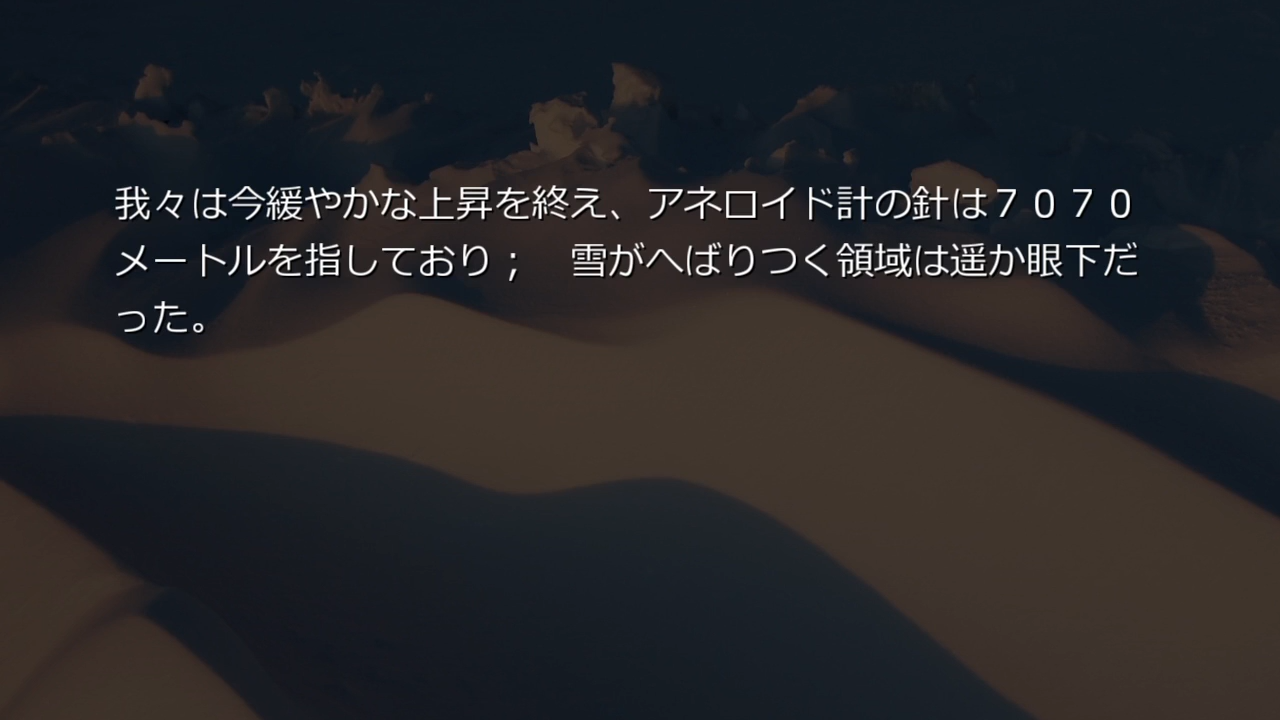 我々は今緩やかな上昇を終え、アネロイド計の針は７０７０
メートルを指しており；　雪がへばりつく領域は遥か眼下だ
った。